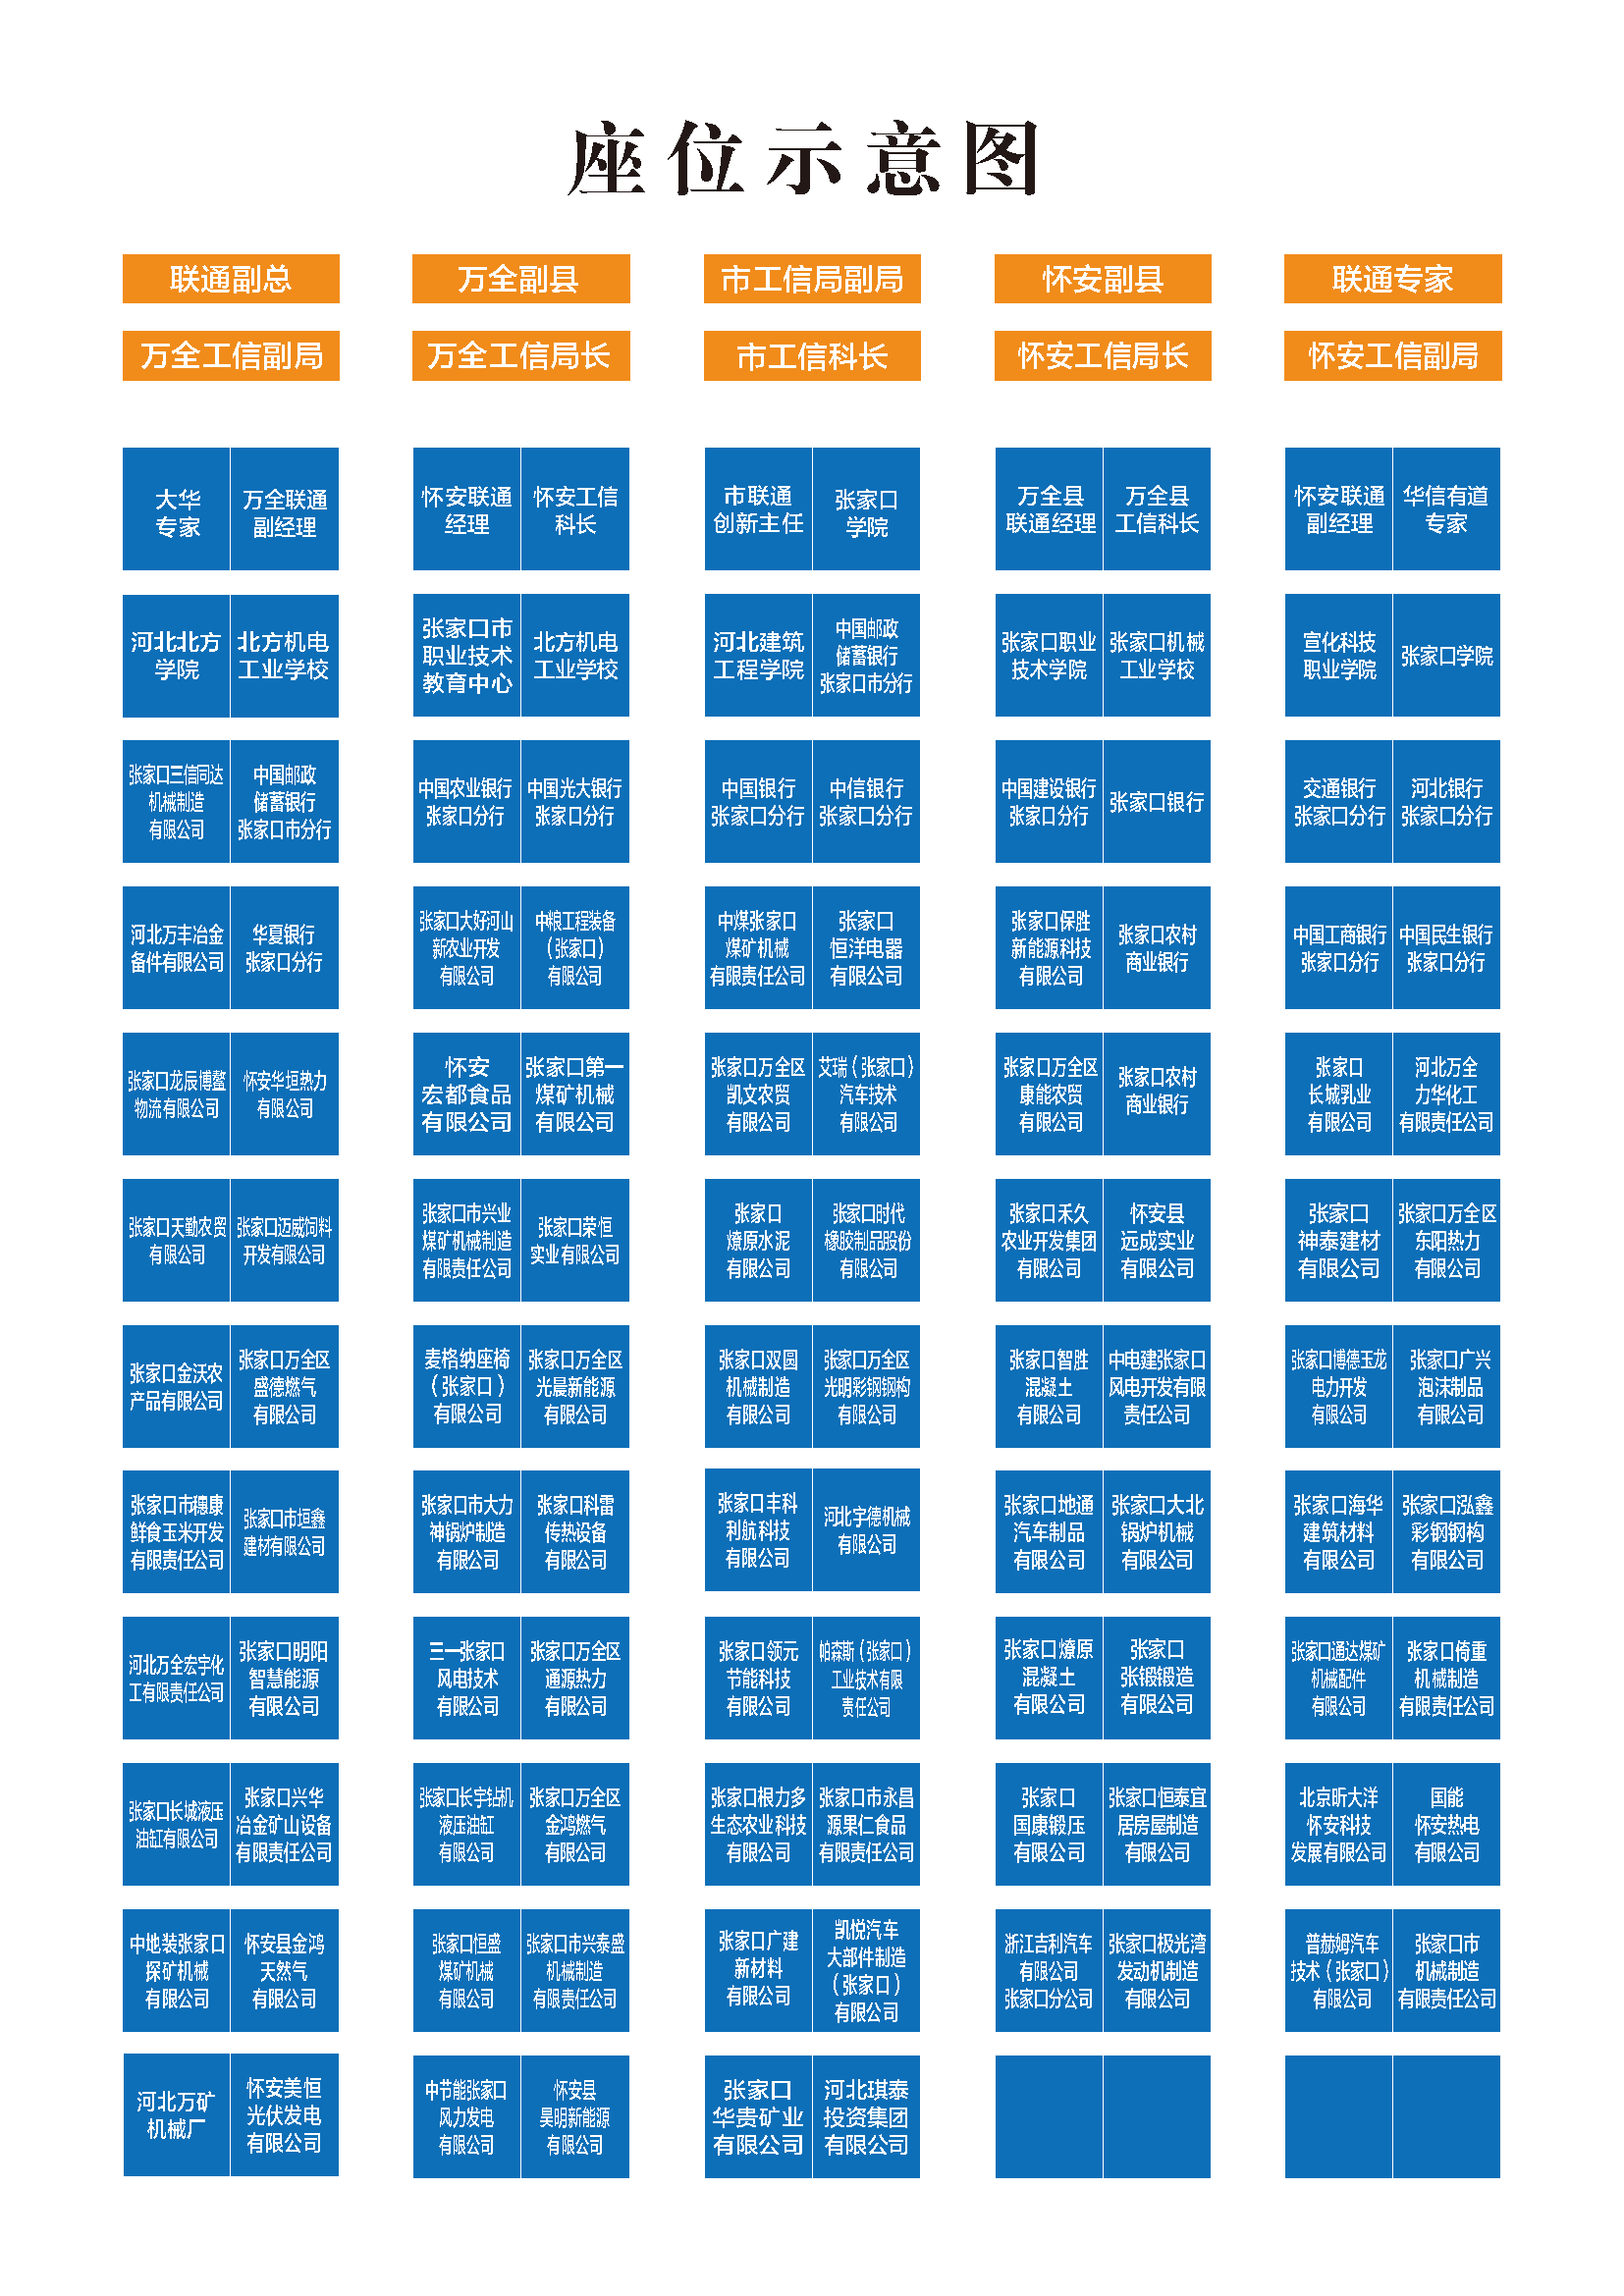 座位示意图
联通副总
万全副县
市工信局副局
怀安副县
联通专家
万全工信副局
万全工信局长
市工信科长
怀安工信局长
怀安工信副局
大华
专家
万全联通
副经理
怀安联通
经理
怀安工信
科长
市联通
创新主任
张家口
学院
万全县
联通经理
万全县
工信科长
怀安联通
副经理
华信有道
专家
河北北方
学院
北方机电
工业学校
张家口市
职业技术
教育中心
北方机电
工业学校
河北建筑
工程学院
中国邮政
储蓄银行
张家口市分行
张家口职业
技术学院
张家口机械
工业学校
宣化科技
职业学院
张家口学院
张家口三信同达
机械制造
有限公司
中国邮政
储蓄银行
张家口市分行
中国农业银行
张家口分行
中国光大银行
张家口分行
中国银行
张家口分行
中信银行
张家口分行
中国建设银行
张家口分行
张家口银行
交通银行
张家口分行
河北银行
张家口分行
河北万丰冶金
备件有限公司
华夏银行
张家口分行
张家口大好河山
新农业开发
有限公司
中粮工程装备
（张家口）
有限公司
中煤张家口
煤矿机械
有限责任公司
张家口
恒洋电器
有限公司
张家口保胜
新能源科技
有限公司
张家口农村
商业银行
中国工商银行
张家口分行
中国民生银行
张家口分行
张家口龙辰博鳌
物流有限公司
怀安华垣热力
有限公司
怀安
宏都食品
有限公司
张家口第一
煤矿机械
有限公司
张家口万全区
凯文农贸
有限公司
艾瑞（张家口）
汽车技术
有限公司
张家口万全区
康能农贸
有限公司
张家口农村
商业银行
张家口
长城乳业
有限公司
河北万全
力华化工
有限责任公司
张家口天勤农贸
有限公司
张家口迈威饲料
开发有限公司
张家口市兴业
煤矿机械制造
有限责任公司
张家口荣恒
实业有限公司
张家口
燎原水泥
有限公司
张家口时代
橡胶制品股份
有限公司
张家口禾久
农业开发集团
有限公司
怀安县
远成实业
有限公司
张家口
神泰建材
有限公司
张家口万全区
东阳热力
有限公司
张家口金沃农
产品有限公司
张家口万全区
盛德燃气
有限公司
麦格纳座椅
（张家口）
有限公司
张家口万全区
光晨新能源
有限公司
张家口双圆
机械制造
有限公司
张家口万全区
光明彩钢钢构
有限公司
张家口智胜
混凝土
有限公司
中电建张家口
风电开发有限
责任公司
张家口博德玉龙
电力开发
有限公司
张家口广兴
泡沫制品
有限公司
张家口市穗康
鲜食玉米开发
有限责任公司
张家口市垣鑫
建材有限公司
张家口市大力
神锅炉制造
有限公司
张家口科雷
传热设备
有限公司
张家口丰科
利航科技
有限公司
河北宇德机械
有限公司
张家口地通
汽车制品
有限公司
张家口大北
锅炉机械
有限公司
张家口海华
建筑材料
有限公司
张家口泓鑫
彩钢钢构
有限公司
河北万全宏宇化
工有限责任公司
张家口明阳
智慧能源
有限公司
三一张家口
风电技术
有限公司
张家口万全区
通源热力
有限公司
张家口领元
节能科技
有限公司
帕森斯（张家口）
工业技术有限
责任公司
张家口燎原
混凝土
有限公司
张家口
张锻锻造
有限公司
张家口通达煤矿
机械配件
有限公司
张家口倚重
机械制造
有限责任公司
张家口长城液压
油缸有限公司
张家口兴华
冶金矿山设备
有限责任公司
张家口长宇钻机
液压油缸
有限公司
张家口万全区
金鸿燃气
有限公司
张家口根力多
生态农业科技
有限公司
张家口市永昌
源果仁食品
有限责任公司
张家口
国康锻压
有限公司
张家口恒泰宜
居房屋制造
有限公司
北京昕大洋
怀安科技
发展有限公司
国能
怀安热电
有限公司
中地装张家口
探矿机械
有限公司
怀安县金鸿
天然气
有限公司
张家口恒盛
煤矿机械
有限公司
张家口市兴泰盛
机械制造
有限责任公司
张家口广建
新材料
有限公司
凯悦汽车
大部件制造
（张家口）
有限公司
浙江吉利汽车
有限公司
张家口分公司
张家口极光湾
发动机制造
有限公司
普赫姆汽车
技术（张家口）
有限公司
张家口市
机械制造
有限责任公司
河北万矿
机械厂
怀安美恒
光伏发电
有限公司
中节能张家口
风力发电
有限公司
怀安县
昊明新能源
有限公司
张家口
华贵矿业
有限公司
河北琪泰
投资集团
有限公司